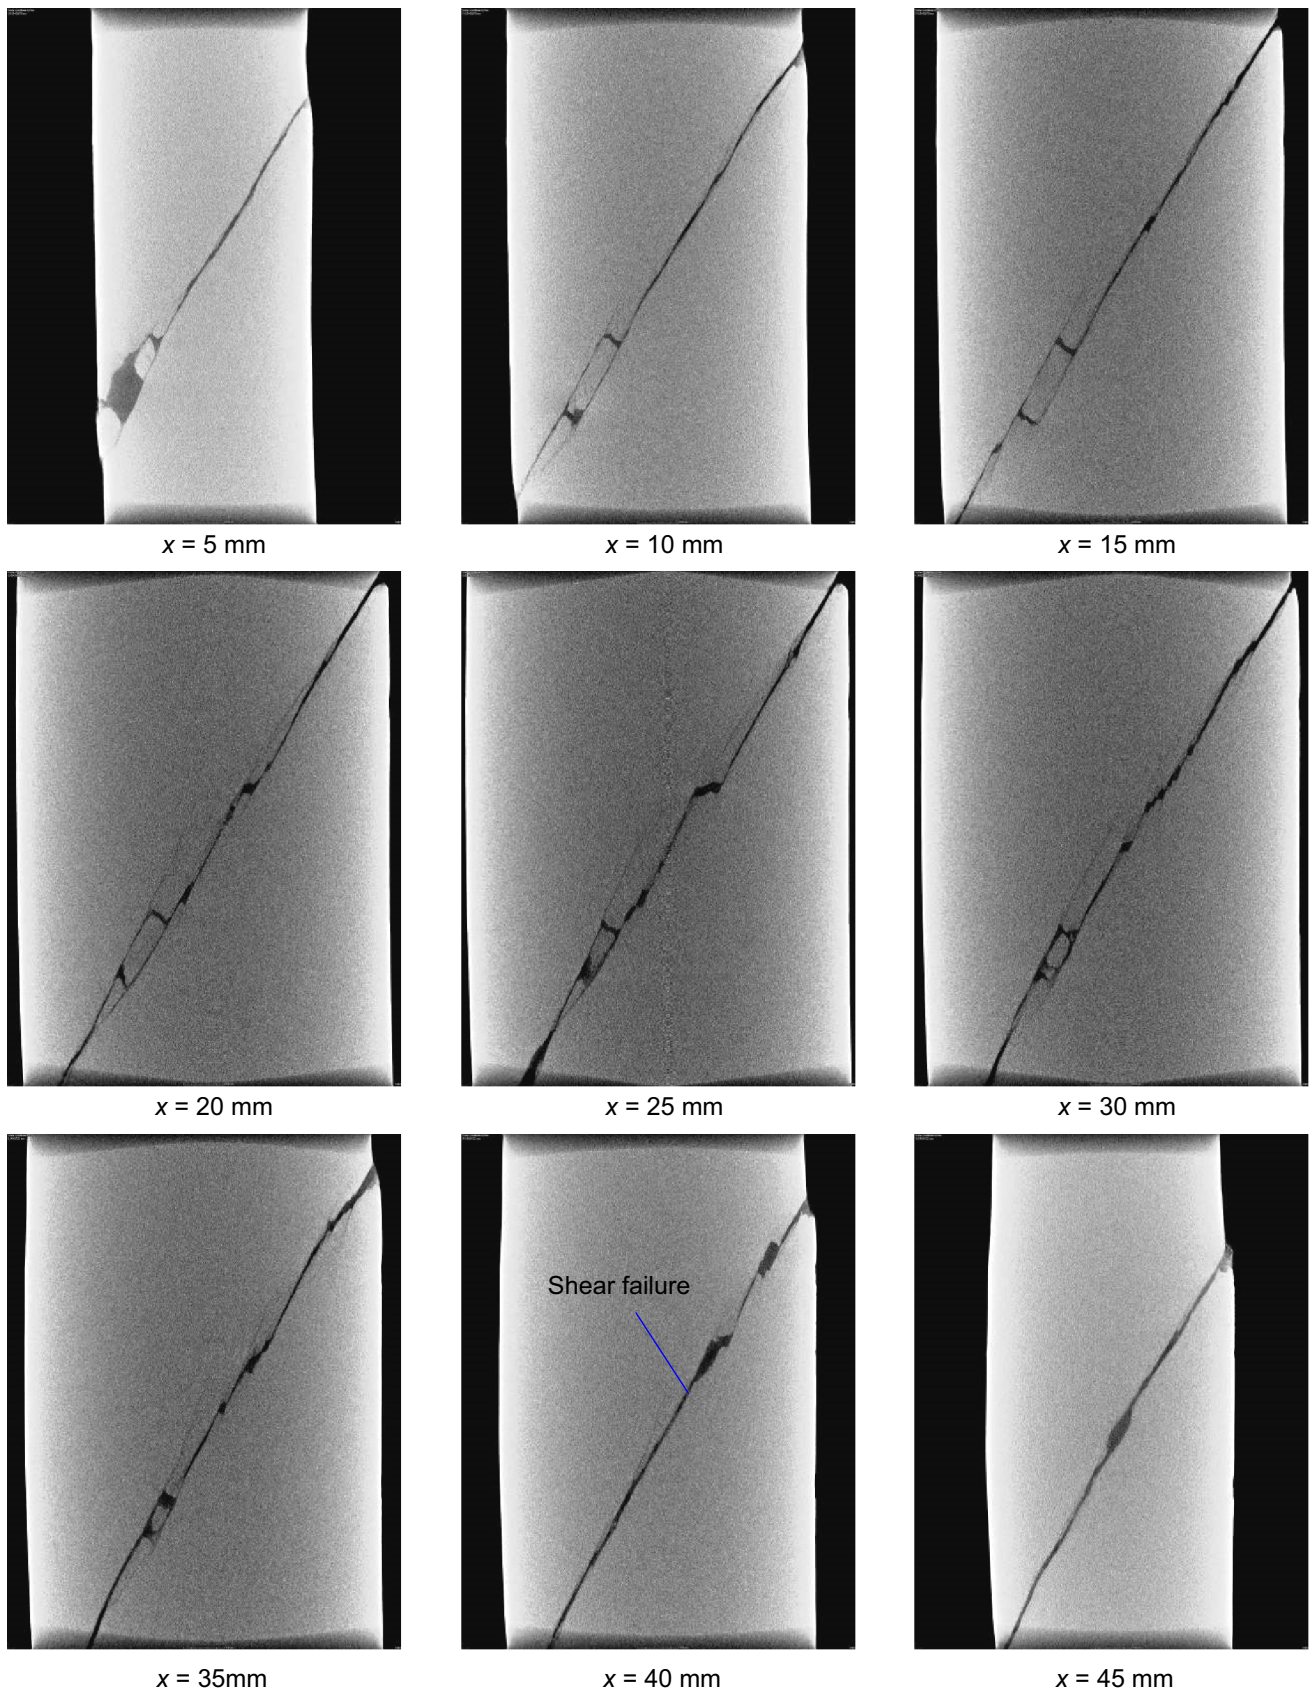 x = 5 mm
x = 10 mm
x = 15 mm
x = 20 mm
x = 25 mm
x = 30 mm
Shear failure
x = 35mm
x = 40 mm
x = 45 mm